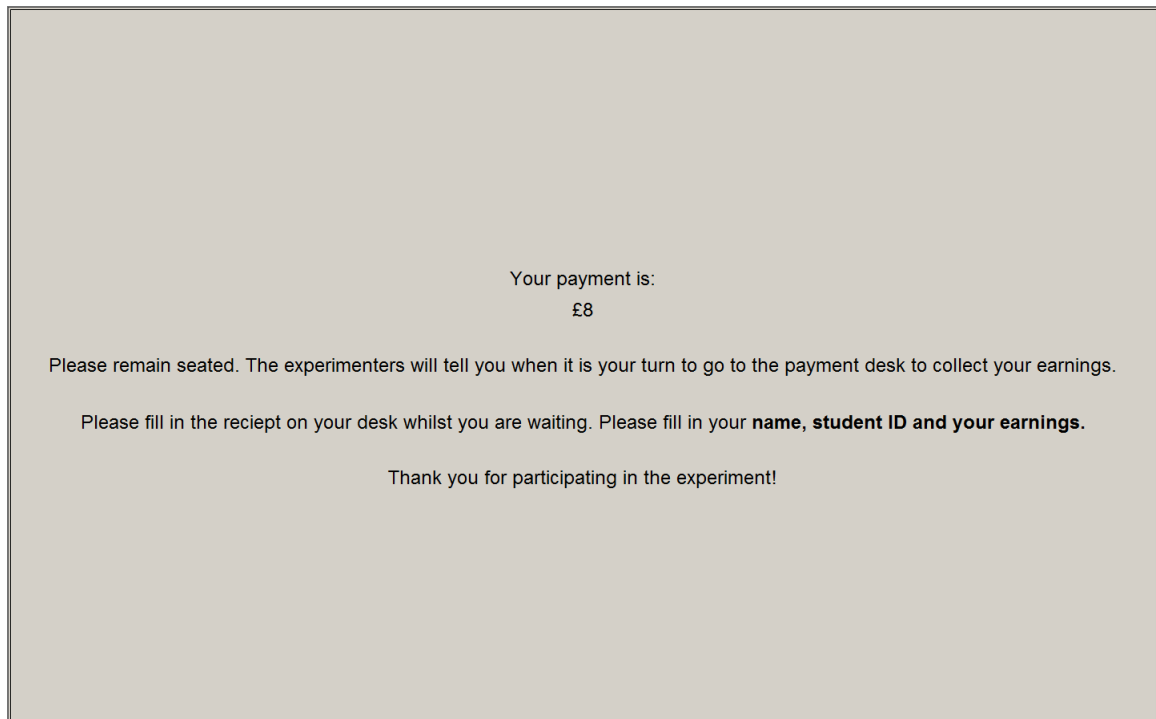 Your payment is:
£8
Please remain seated. The experimenters will tell you when it is your turn to go to the payment desk to collect your earnings.
Please fill in the reciept on your desk whilst you are waiting. Please fill in your name, student ID and your earnings.
Thank you for participating in the experiment!